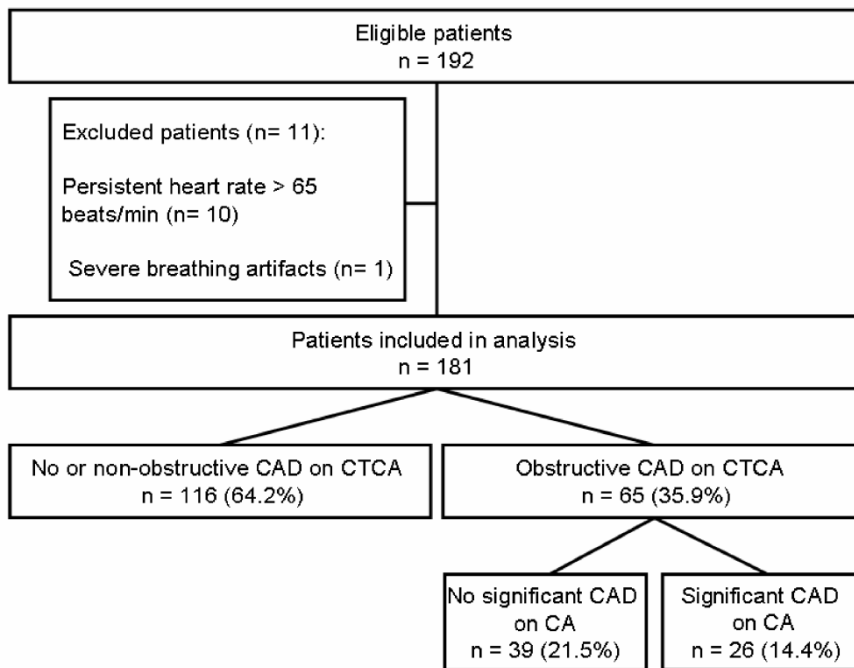 Eligible patients
n = 192
Excluded patients (n= 11):
Persistent heart rate > 65
beats/min (n= 10)
Severe breathing artifacts (n= 1)
Patients included in analysis
n = 181
No or non-obstructive CAD on CTCA
n = 116 (64.2%)
Obstructive CAD on CTCA
n = 65 (35.9%)
No significant CAD
on CA
n = 39 (21.5%)
Significant CAD
on CA
n = 26 (14.4%)